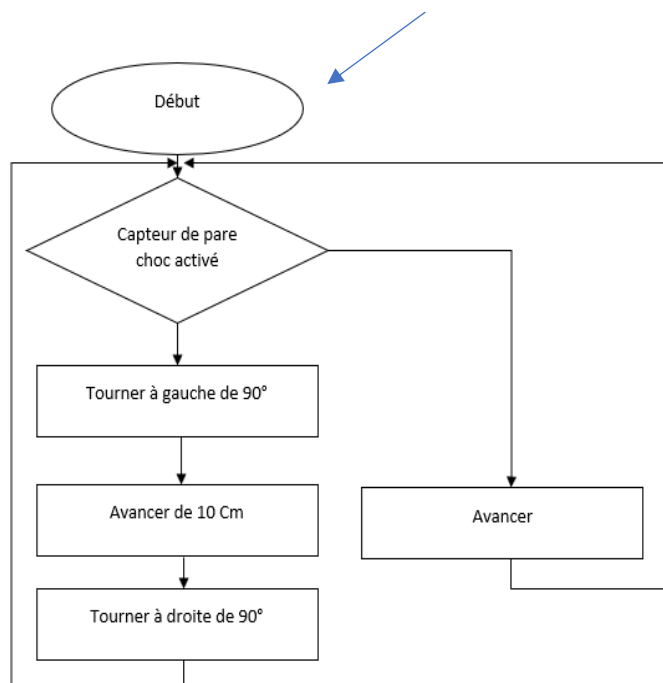 Début
Capteur de pare
choc activé
Tourner à gauche de 90°
Avancer de 10 Cm
Avancer
Tourner à droite de 90°